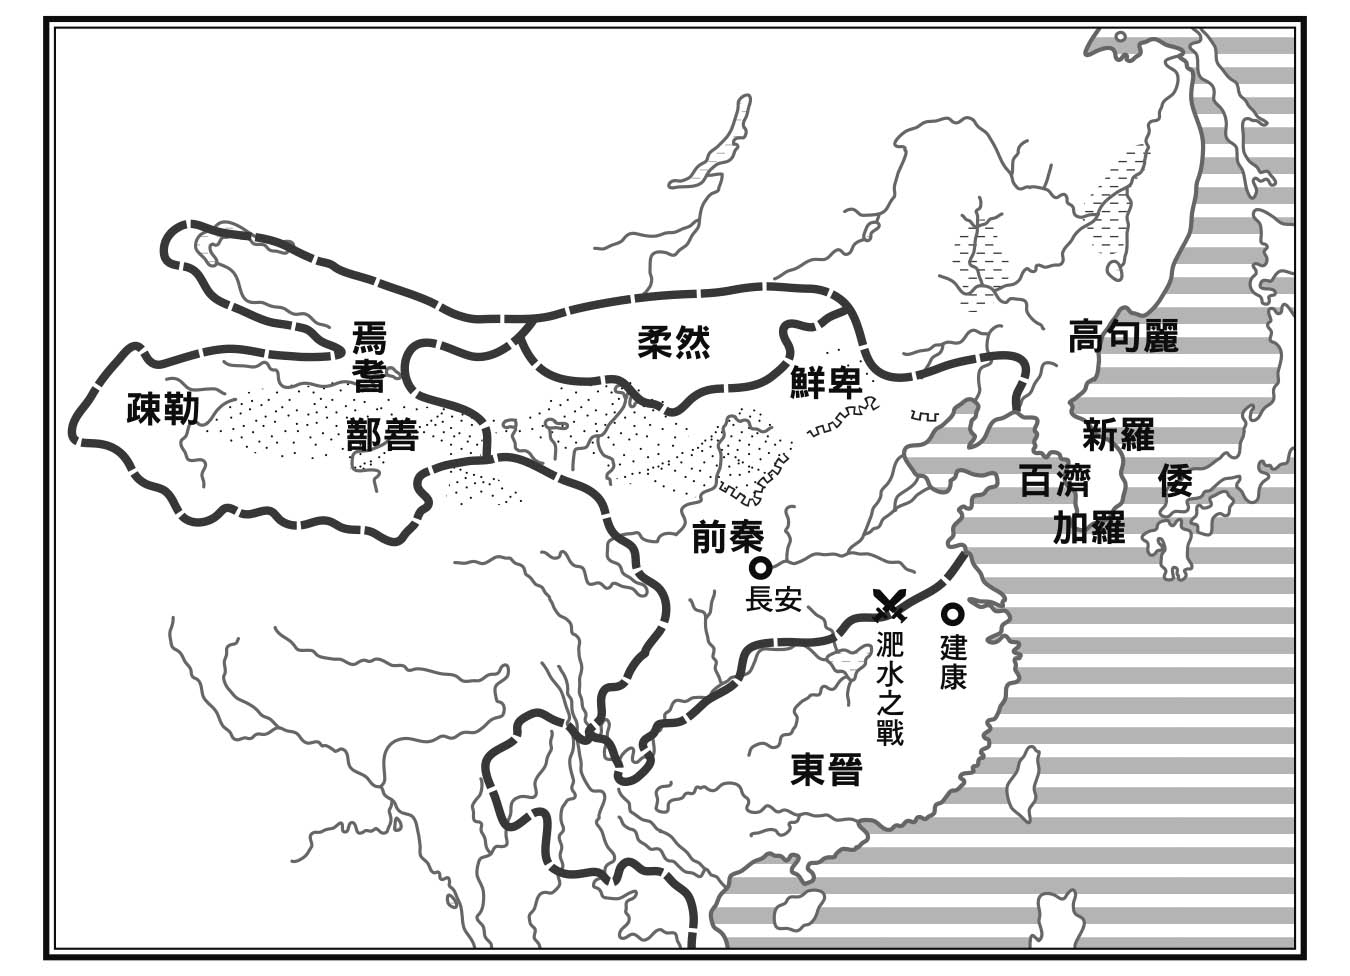 焉耆
柔然
高句麗
鮮卑
疎勒
鄯善
新羅
百濟
倭
加羅
前秦
長安
淝水之戰
建康
東晉